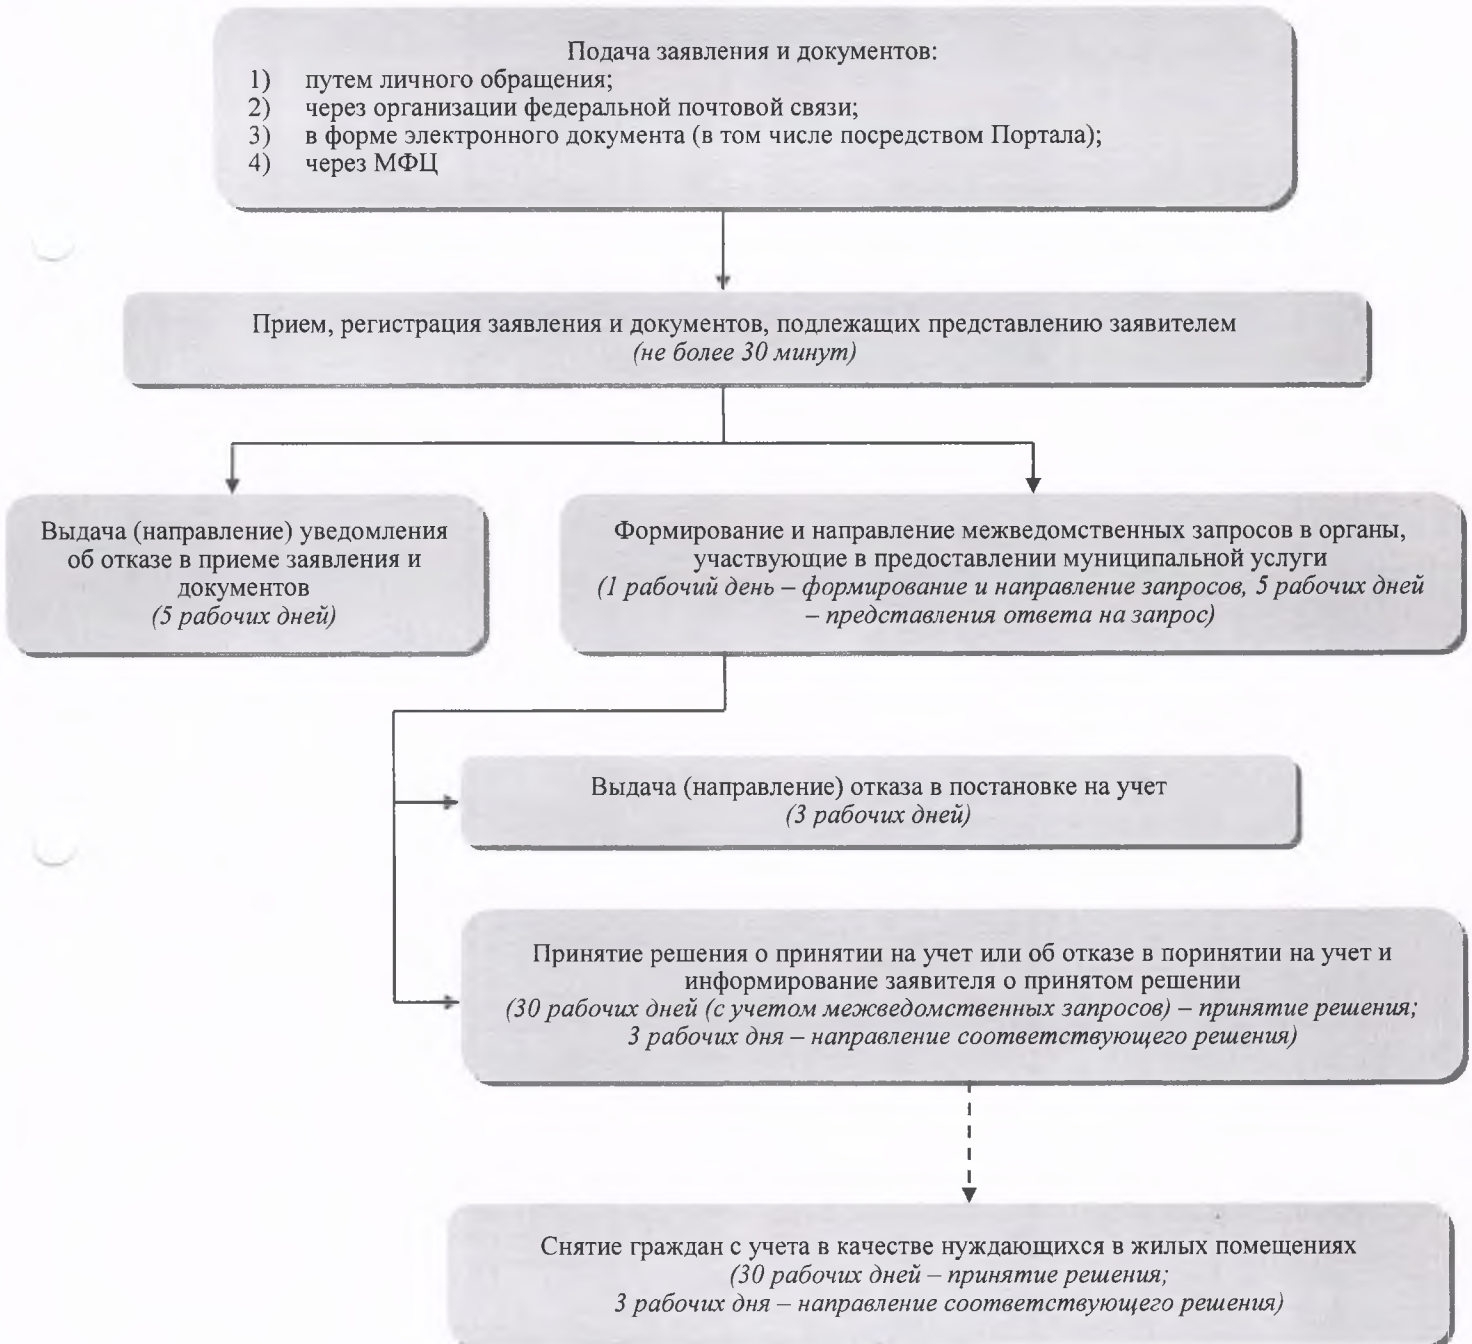 Подача заявления и документов:
1) путем личного обращения;
2) через организации федеральной почтовой связи;
3) в форме электронного документа (в том числе посредством Портала);
4) через МФЦ
Прием, регистрация заявления и документов, подлежащих представлению заявителем
(не более 30 минут)
Выдача (направление) уведомления
об отказе в приеме заявления и
документов
(5 рабочих дней)
Формирование и направление межведомственных запросов в органы,
участвующие в предоставлении муниципальной услуги
(1 рабочий день – формирование и направление запросов, 5 рабочих дней
– представления ответа на запрос)
Выдача (направление) отказа в постановке на учет
(3 рабочих дней)
Принятие решения о принятии на учет или об отказе в поринятии на учет и
информирование заявителя о принятом решении
(30 рабочих дней (с учетом межведомственных запросов) – принятие решения;
3 рабочих дня – направление соответствующего решения)
Снятие граждан с учета в качестве нуждающихся в жилых помещениях
(30 рабочих дней – принятие решения;
3 рабочих дня – направление соответствующего решения)